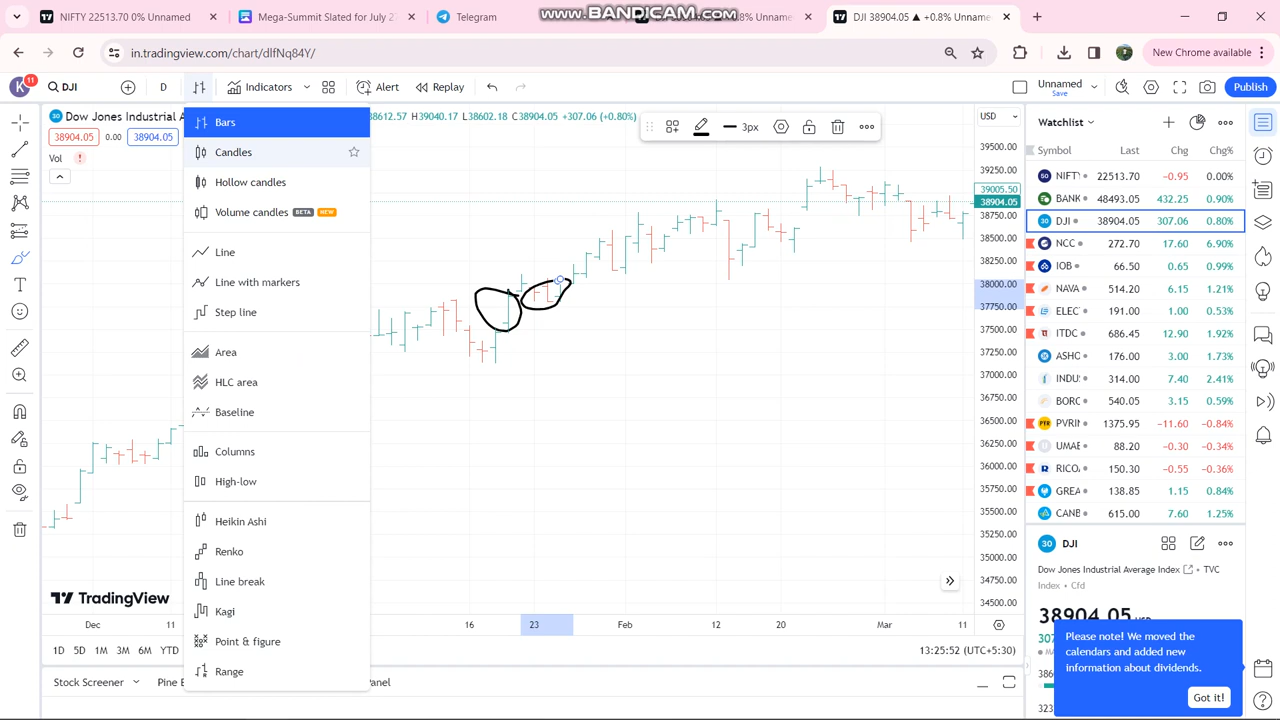 NIFTY 22513.70 Unnamed
Mega-Summit Slated for July 2
Telegram
www.BANDICAM.com
Unnamed
DJI 38904.05 ▲ +0.8% Unname
in.tradingview.com/chart/dlfNq84Y/
New Chrome available
K
11
DJI
D
Indicators
Alert
Replay
Unnamed
Save
Publish
30
Dow Jones Industrial A
38612.57 H39040.17 L38602.18 C38904.05 +307.06 (+0.80%)
38904.05
0.00
38904.05
Vol
Bars
Candles
Hollow candles
Volume candles BETA NEW
Line
Line with markers
Step line
Area
HLC area
Baseline
Columns
High-low
Heikin Ashi
Renko
Line break
Kagi
Point & figure
Range
3px
USD
39500.00
39250.00
39005.50
38904.05
38750.00
38500.00
38250.00
38000.00
37750.00
37500.00
37250.00
37000.00
36750.00
36500.00
36250.00
36000.00
35750.00
35500.00
35250.00
35000.00
34750.00
34500.00
TradingView
Dec
11
16
23
Feb
12
20
Mar
11
1D 5D 1M 3M 6M YTD
13:25:52 (UTC+5:30)
Stock Screener
Pine E
Panel
Watchlist
Symbol Last Chg Chg%
50 NIFTY 22513.70 −0.95 0.00%
BANK 48493.05 432.25 0.90%
30 DJI 38904.05 307.06 0.80%
NCC 272.70 17.60 6.90%
IOB 66.50 0.65 0.99%
NAVA 514.20 6.15 1.21%
ELEC 191.00 1.00 0.53%
ITDC 686.45 12.90 1.92%
ASHO 176.00 3.00 1.73%
INDU 314.00 7.40 2.41%
BORO 540.05 3.15 0.59%
PVRIN 1375.95 −11.60 −0.84%
UMAE 88.20 −0.30 −0.34%
RICO 150.30 −0.55 −0.36%
GREA 138.85 1.15 0.84%
CANB 615.00 7.60 1.25%
30 DJI
Dow Jones Industrial Average Index
TVC
Index • Cfd
38904.05
Please note! We moved the
calendars and added new
information about dividends.
Got it!